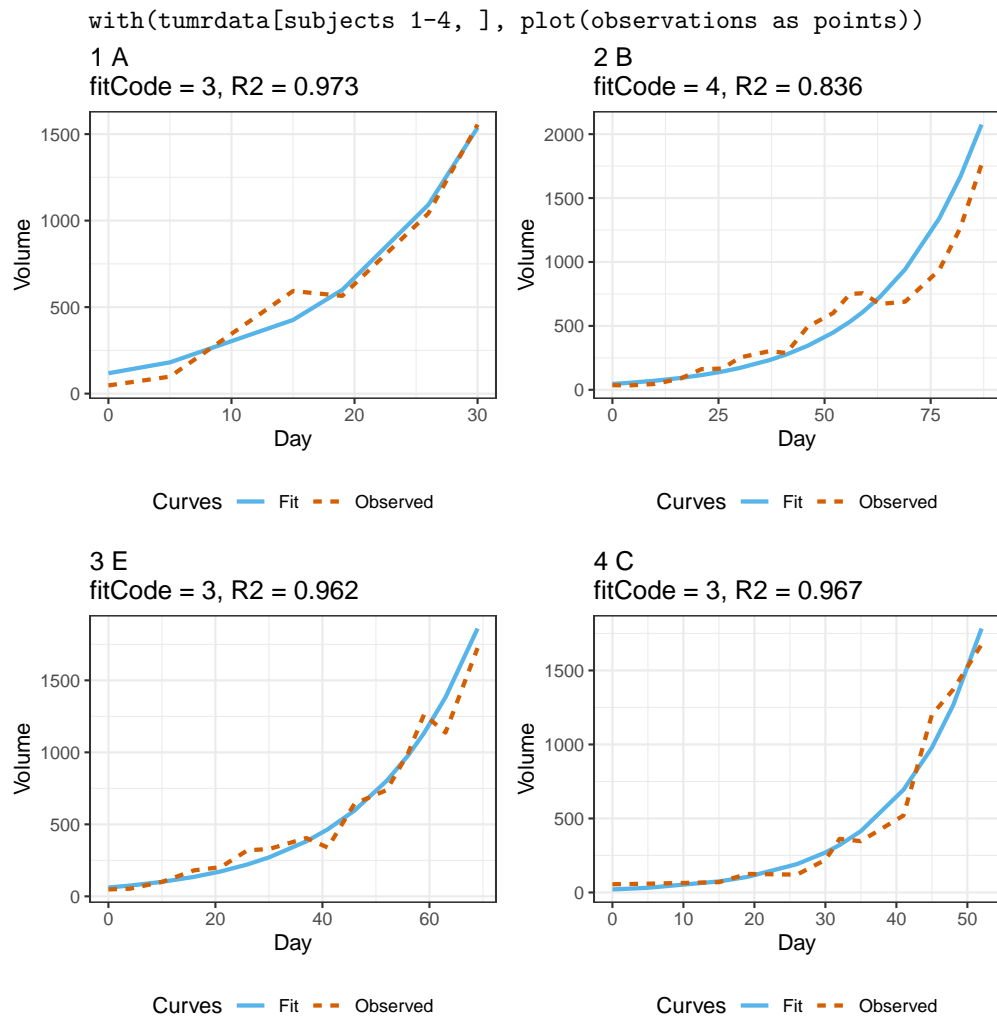 with(tumrdata[subjects 1-4, ], plot(observations as points))
1 A
fitCode = 3, R2 = 0.973
Volume
1500
1000
500
0
0 10 20 30
Day
Curves Fit Observed
2 B
fitCode = 4, R2 = 0.836
Volume
2000
1500
1000
500
0
0 25 50 75
Day
Curves Fit Observed
3 E
fitCode = 3, R2 = 0.962
Volume
1500
1000
500
0
0 20 40 60
Day
Curves Fit Observed
4 C
fitCode = 3, R2 = 0.967
Volume
1500
1000
500
0
0 10 20 30 40 50
Day
Curves Fit Observed